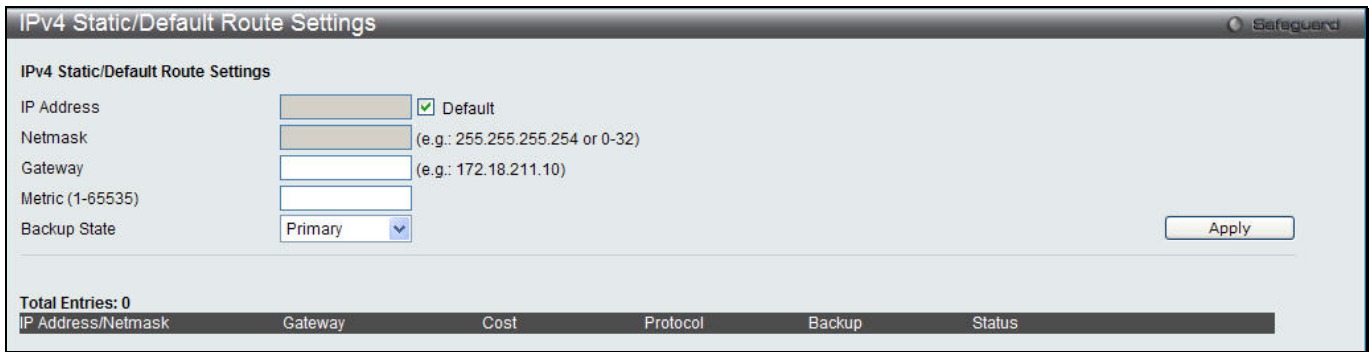 IPv4 Static/Default Route Settings
Safeguard
IPv4 Static/Default Route Settings
IP Address Default
Netmask (e.g.: 255.255.255.254 or 0-32)
Gateway (e.g.: 172.18.211.10)
Metric (1-65535)
Backup State Primary Apply
Total Entries: 0
IP Address/Netmask Gateway Cost Protocol Backup Status